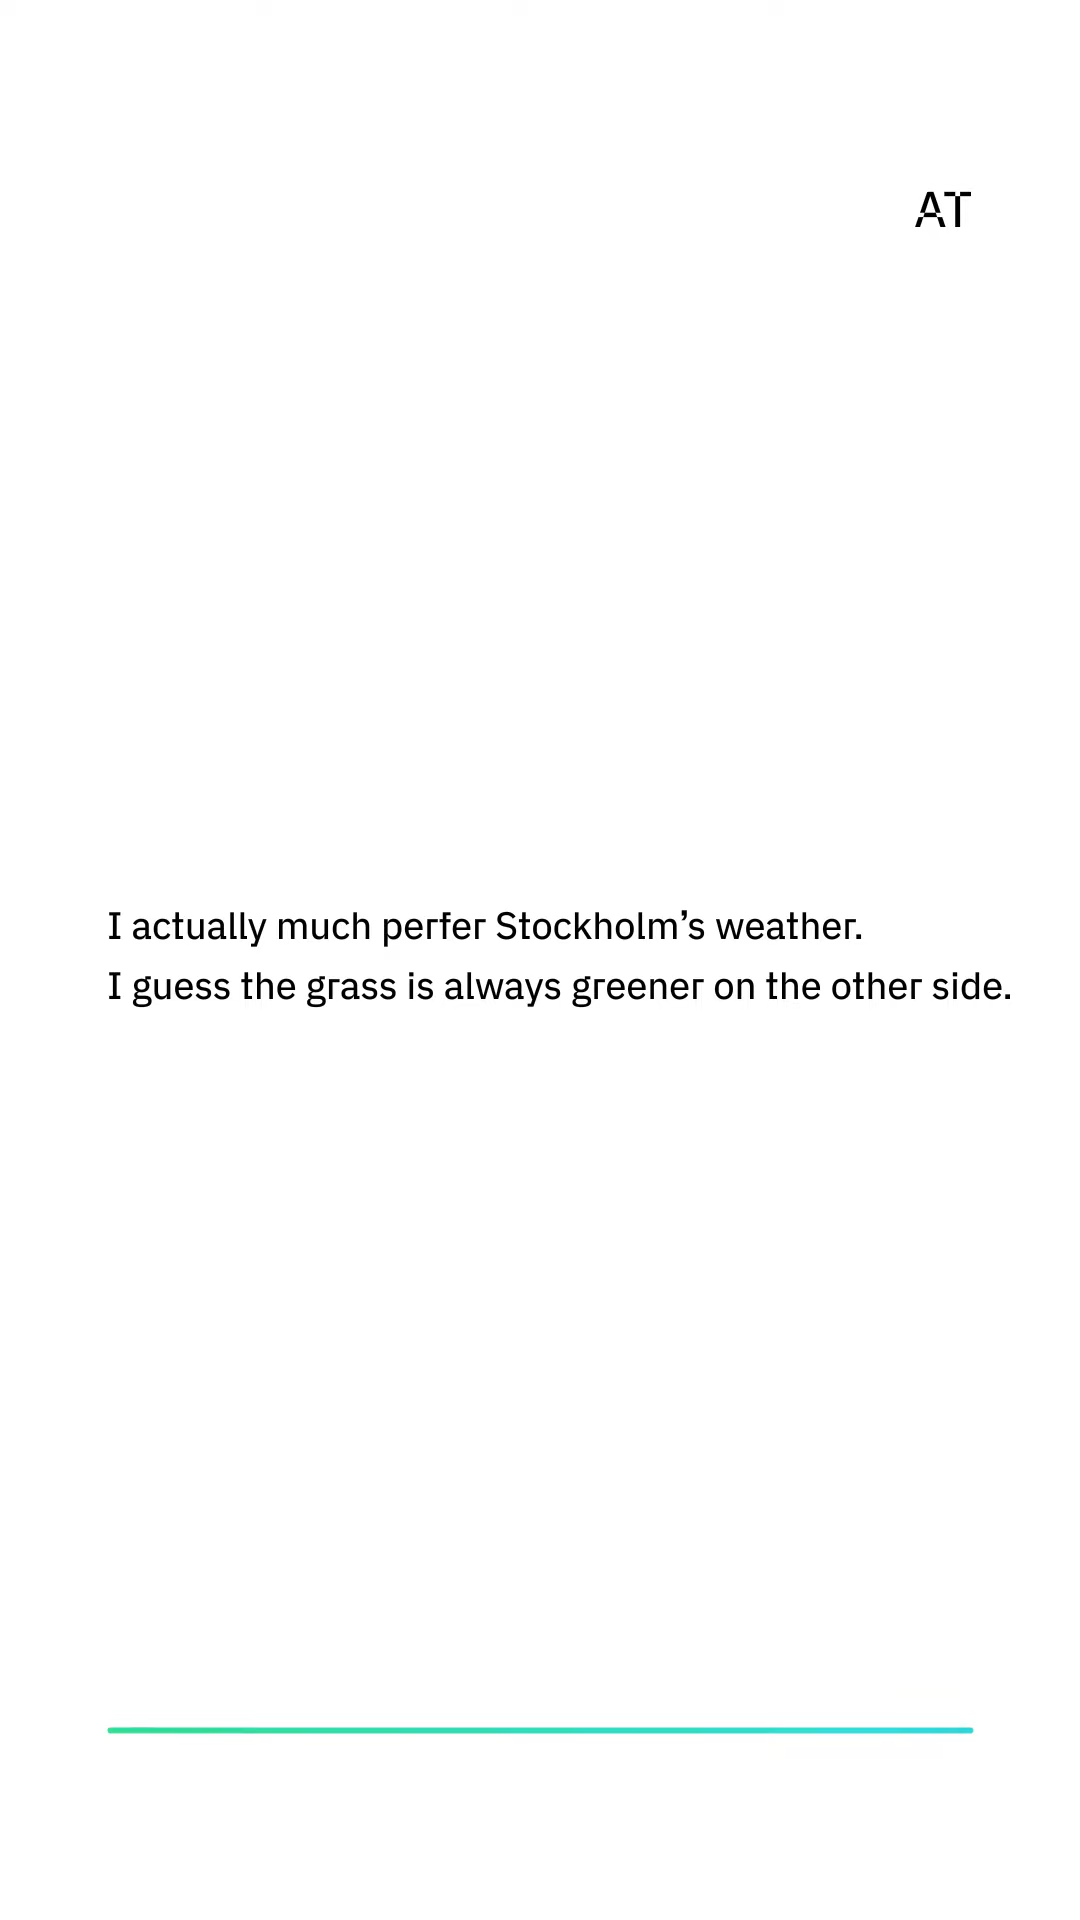 AT
I actually much perfer Stockholm’s weather.
I guess the grass is always greener on the other side.